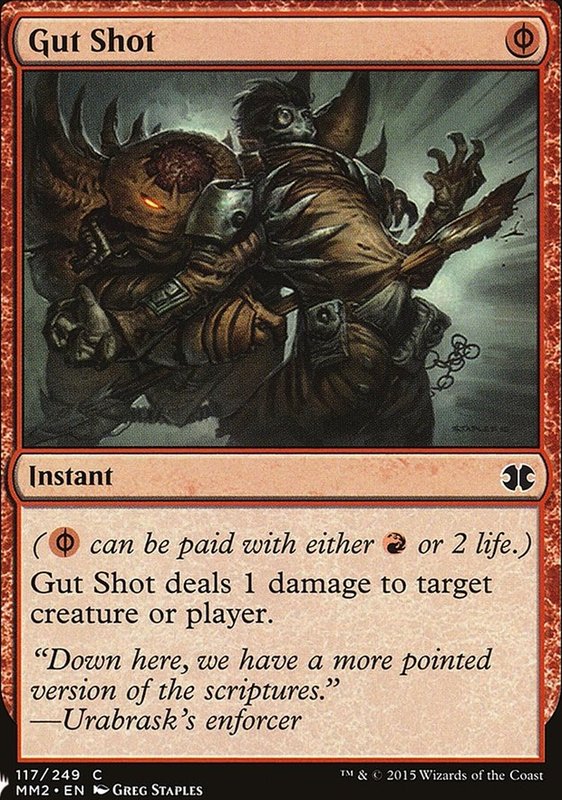 Gut Shot
Instant
( can be paid with either or 2 life.)
Gut Shot deals 1 damage to target
creature or player.
“Down here, we have a more pointed
version of the scriptures.”
—Urabrask's enforcer
117/249 C
MM2 • EN Greg Staples
™ & © 2015 Wizards of the Coast